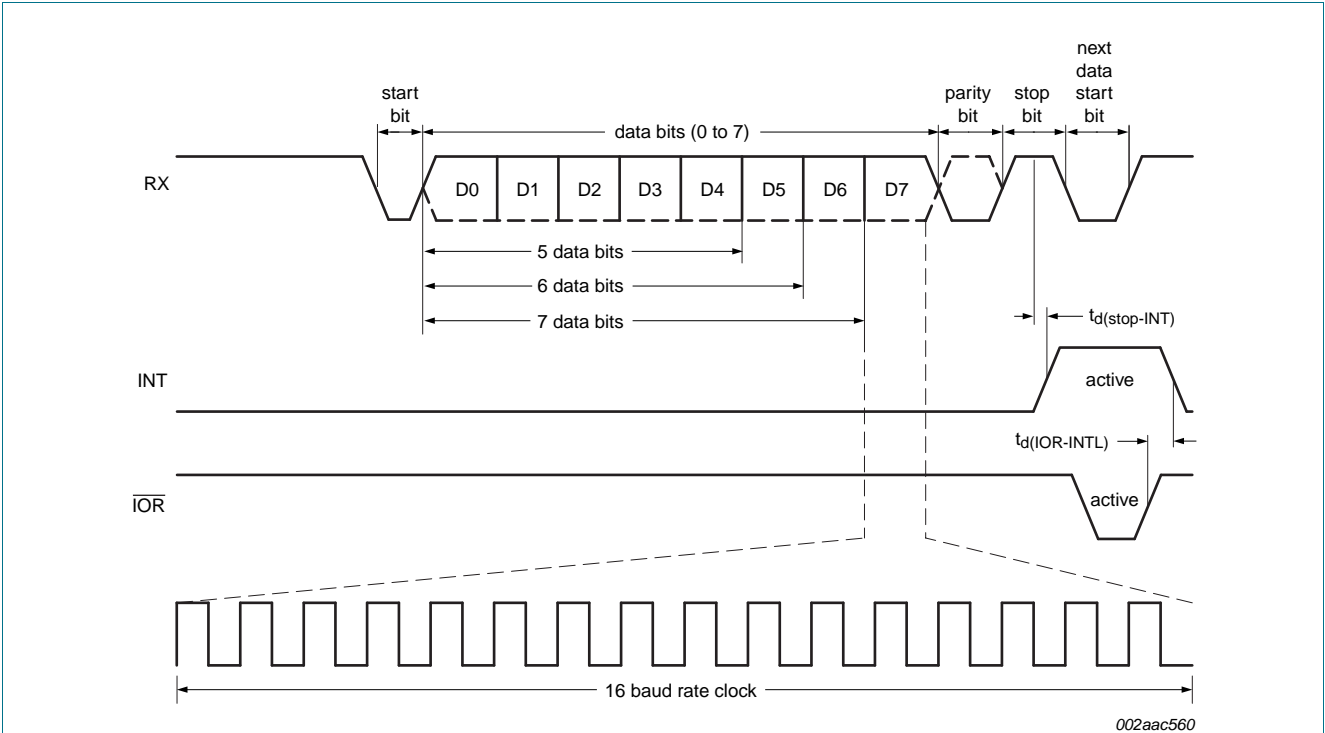 next
data
start
bit
start
bit
parity
bit
stop
bit
data bits (0 to 7)
RX
D0 D1 D2 D3 D4 D5 D6 D7
5 data bits
6 data bits
7 data bits
td(stop-INT)
INT
active
td(IOR-INTL)
IOR
active
16 baud rate clock
002aac560